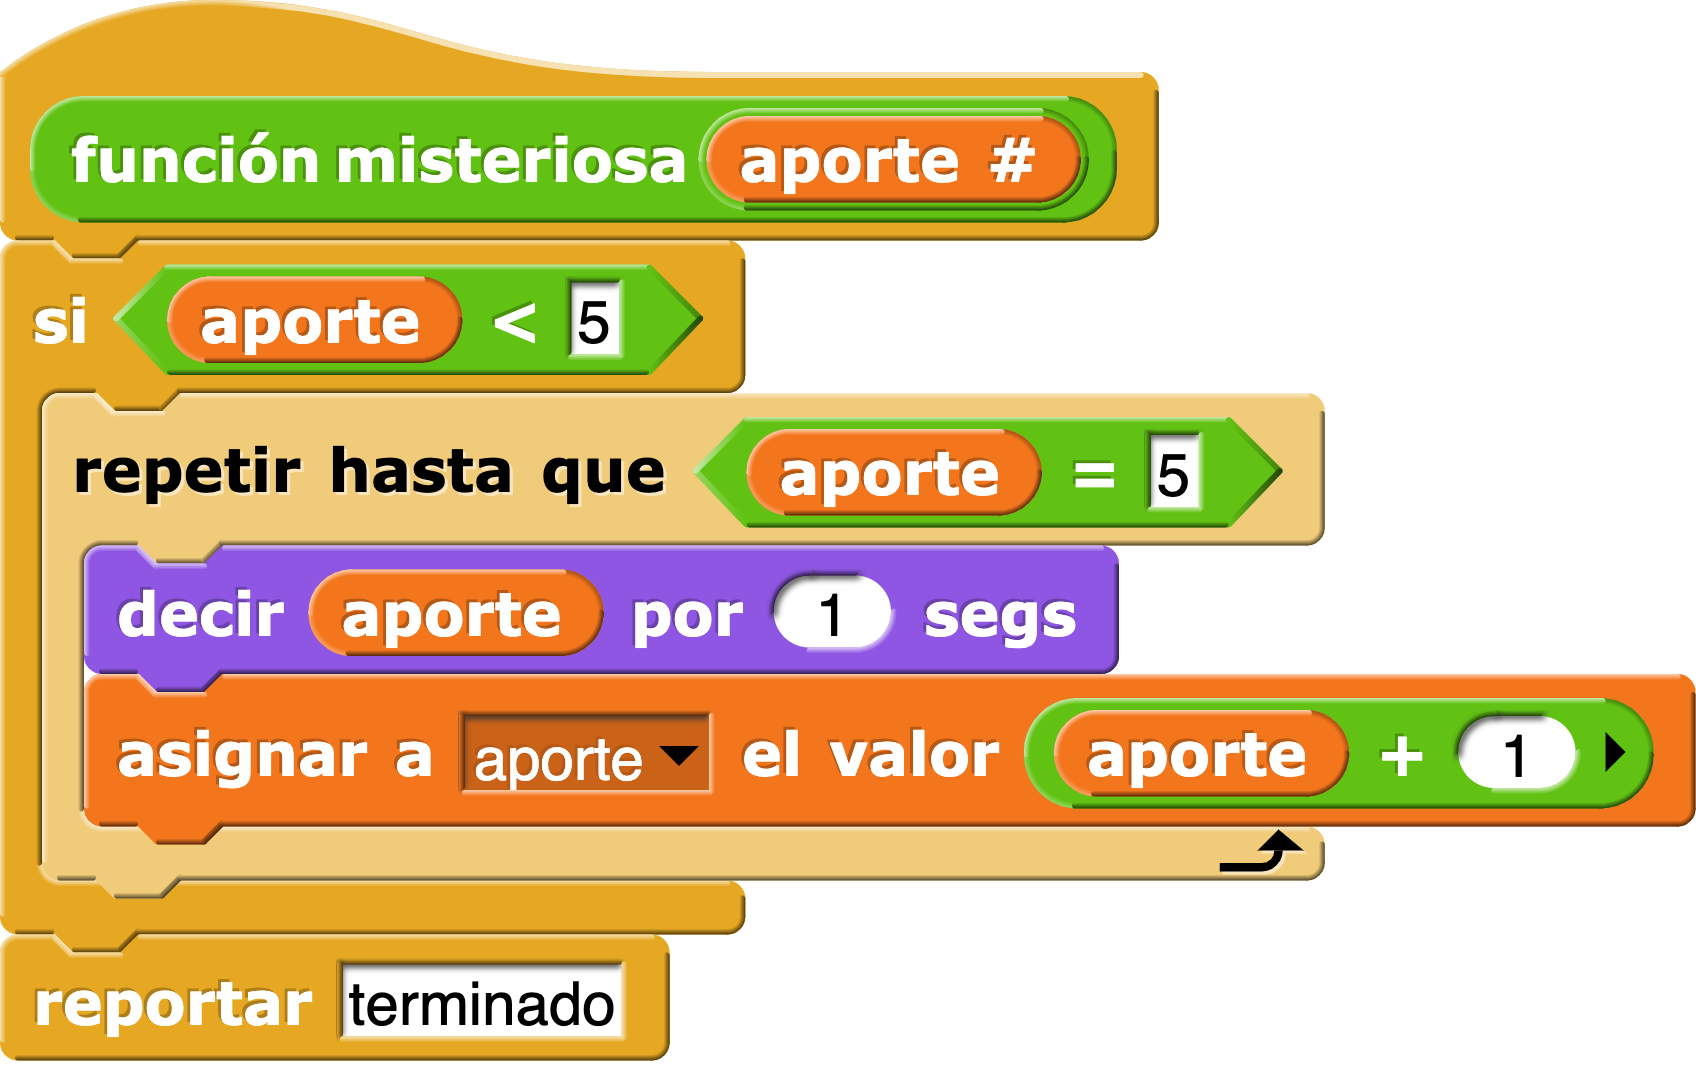 función misteriosa aporte #
si aporte < 5
repetir hasta que aporte = 5
decir aporte por 1 segs
asignar a aporte el valor aporte + 1
reportar terminado